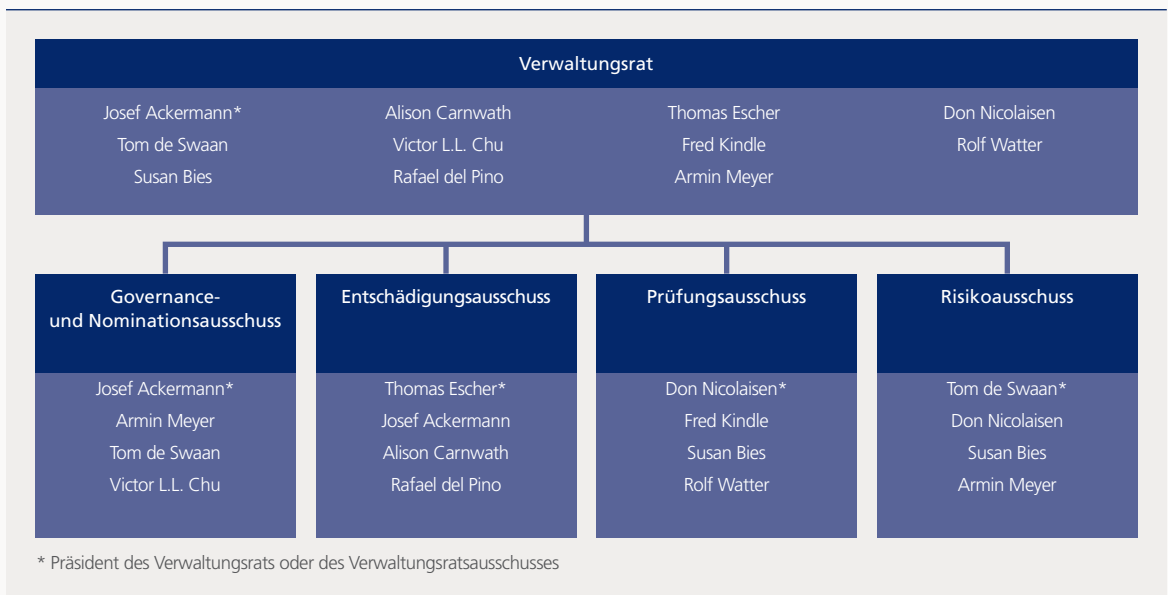 Verwaltungsrat
Josef Ackermann*
Tom de Swaan
Susan Bies
Alison Carnwath
Victor L.L. Chu
Rafael del Pino
Thomas Escher
Fred Kindle
Armin Meyer
Don Nicolaisen
Rolf Watter
Governance-
und Nominationsausschuss
Josef Ackermann*
Armin Meyer
Tom de Swaan
Victor L.L. Chu
Entschädigungsausschuss
Thomas Escher*
Josef Ackermann
Alison Carnwath
Rafael del Pino
Prüfungsausschuss
Don Nicolaisen*
Fred Kindle
Susan Bies
Rolf Watter
Risikoausschuss
Tom de Swaan*
Don Nicolaisen
Susan Bies
Armin Meyer
* Präsident des Verwaltungsrats oder des Verwaltungsratsausschusses